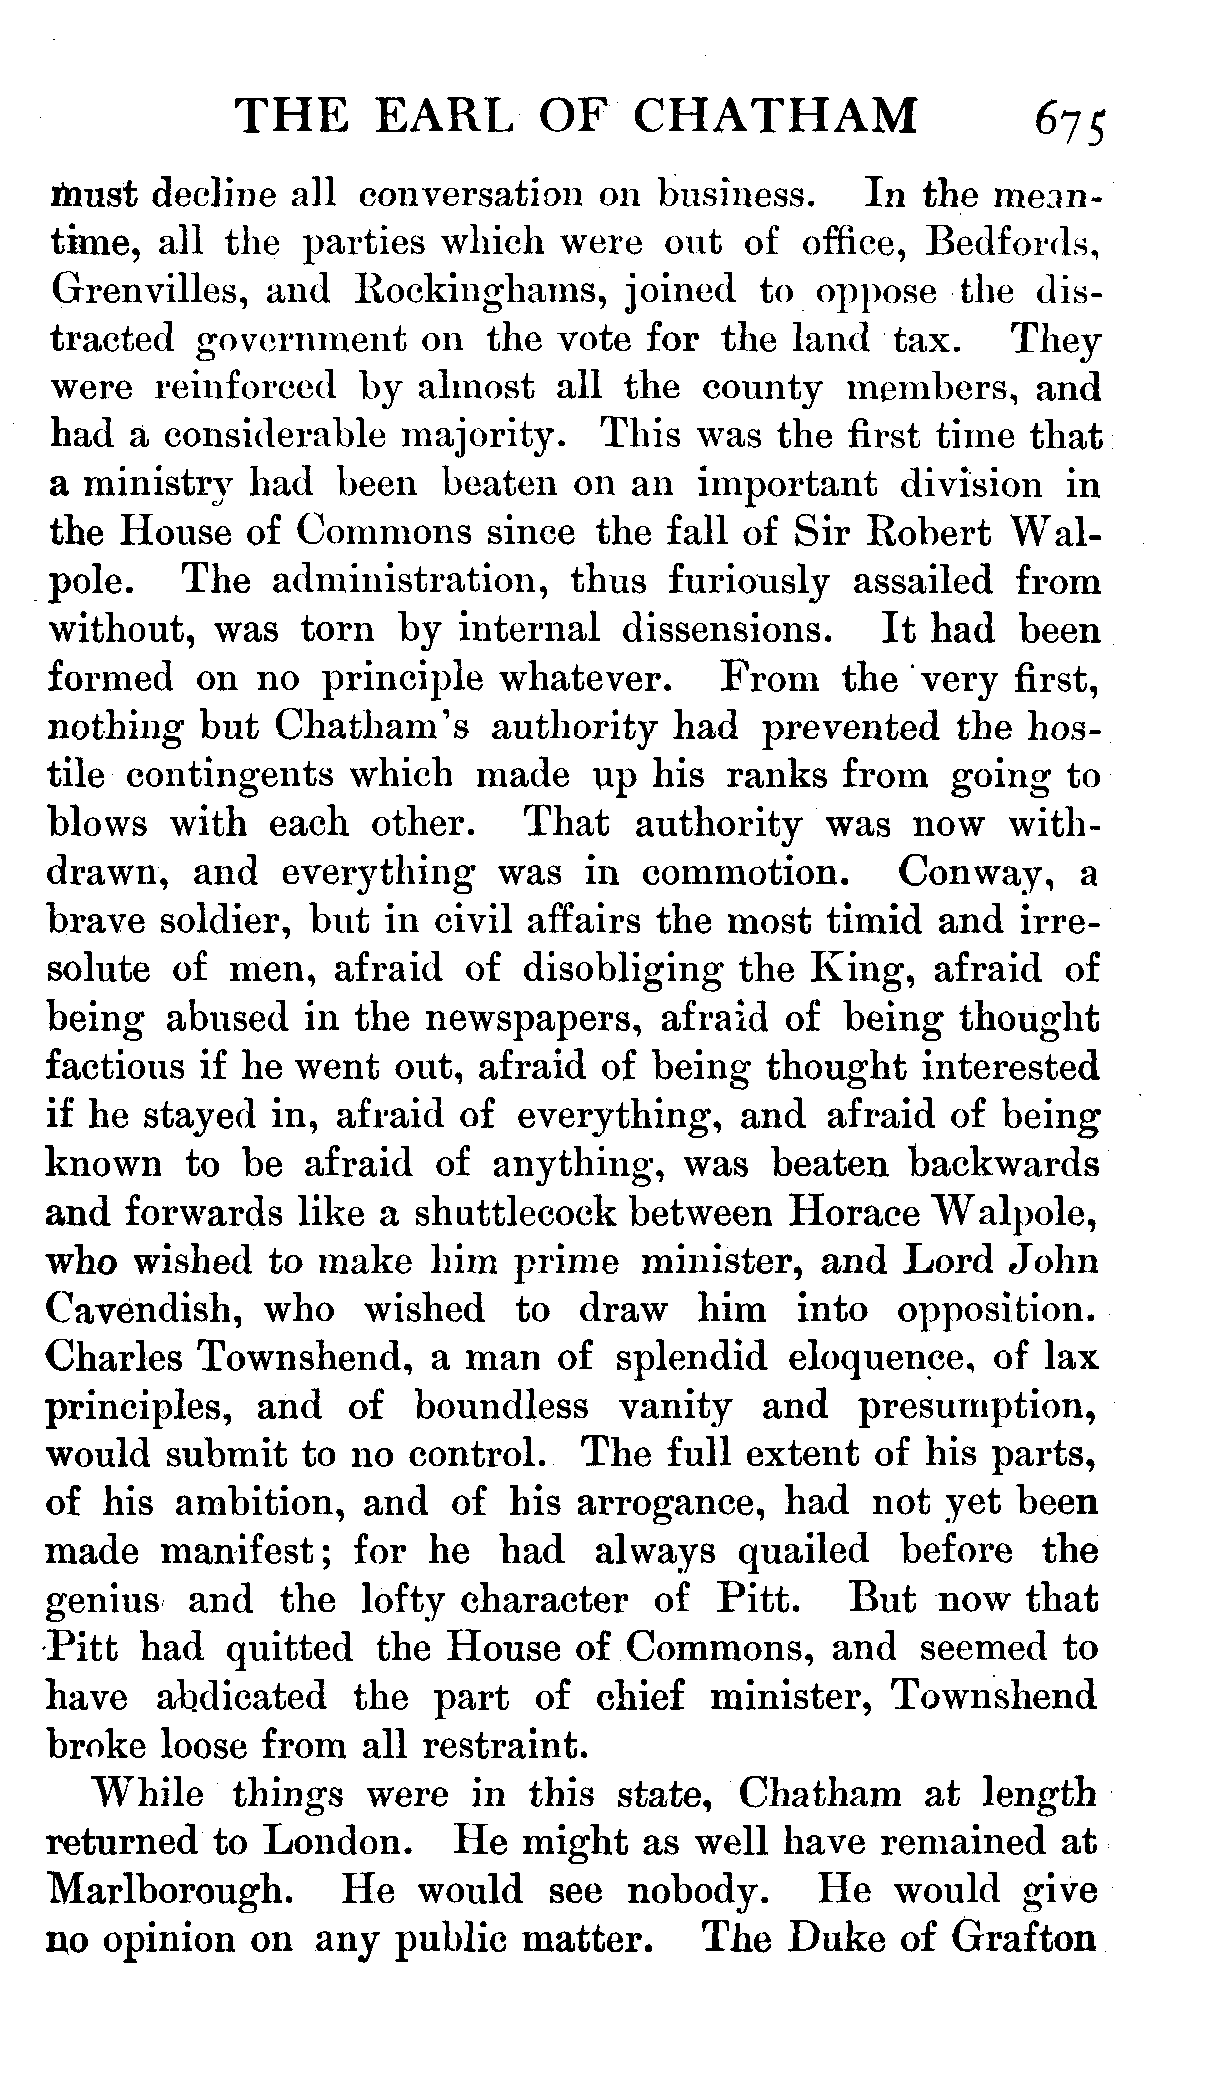 THE EARL OF CHATHAM 675
must decline all conversation on business. In the mean-
time, all the parties which were out of office, Bedfords,
Grenvilles, and Rockinghams, joined to oppose the dis-
tracted government on the vote for the land tax. They
were reinforced by almost all the county members, and
had a considerable majority. This was the first time that
a ministry had been beaten on an important division in
the House of Commons since the fall of Sir Robert Wal-
pole. The administration, thus furiously assailed from
without, was torn by internal dissensions. It had been
formed on no principle whatever. From the very first,
nothing but Chatham's authority had prevented the hos-
tile contingents which made up his ranks from going to
blows with each other. That authority was now with-
drawn, and everything was in commotion. Conway, a
brave soldier, but in civil affairs the most timid and irre-
solute of men, afraid of disobliging the King, afraid of
being abused in the newspapers, afraid of being thought
factious if he went out, afraid of being thought interested
if he stayed in, afraid of everything, and afraid of being
known to be afraid of anything, was beaten backwards
and forwards like a shuttlecock between Horace Walpole,
who wished to make him prime minister, and Lord John
Cavendish, who wished to draw him into opposition.
Charles Townshend, a man of splendid eloquence, of lax
principles, and of boundless vanity and presumption,
would submit to no control. The full extent of his parts,
of his ambition, and of his arrogance, had not yet been
made manifest; for he had always quailed before the
genius and the lofty character of Pitt. But now that
Pitt had quitted the House of Commons, and seemed to
have abdicated the part of chief minister, Townshend
broke loose from all restraint.
While things were in this state, Chatham at length
returned to London. He might as well have remained at
Marlborough. He would see nobody. He would give
no opinion on any public matter. The Duke of Grafton